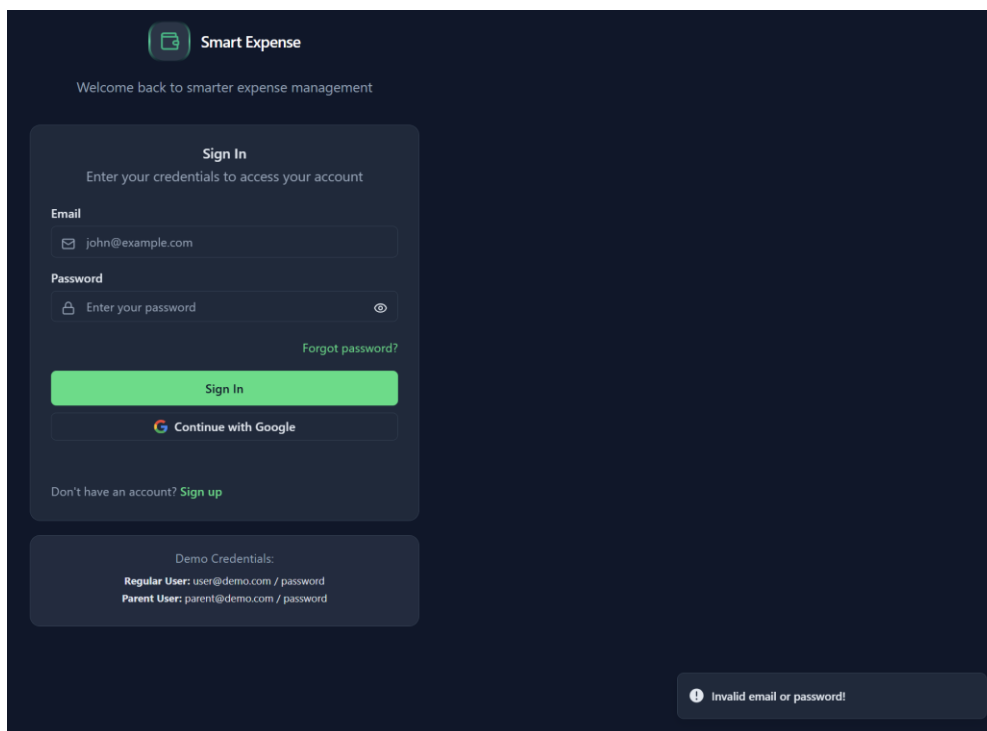 Smart Expense
Welcome back to smarter expense management
Sign In
Enter your credentials to access your account
Email
john@example.com
Password
Enter your password
Forgot password?
Sign In
Continue with Google
Don't have an account? Sign up
Demo Credentials:
Regular User: user@demo.com / password
Parent User: parent@demo.com / password
Invalid email or password!